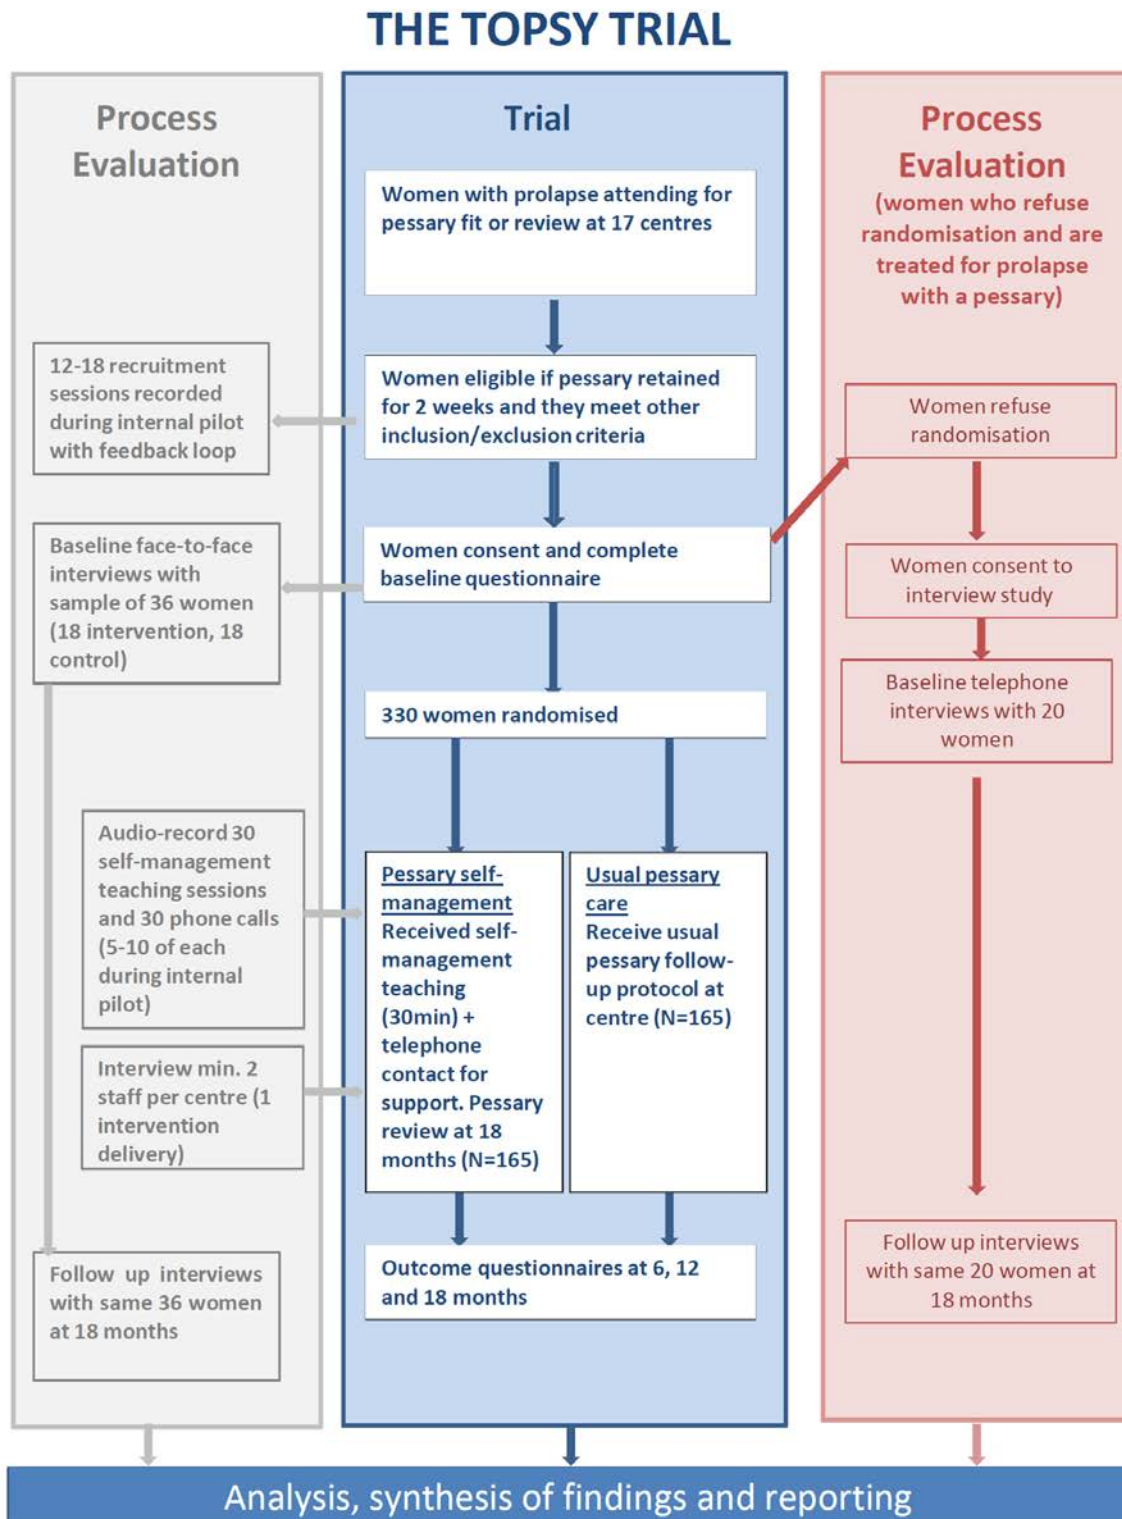 THE TOPSY TRIAL
Process
Evaluation
12-18 recruitment
sessions recorded
during internal pilot
with feedback loop
Baseline face-to-face
interviews with
sample of 36 women
(18 intervention, 18
control)
Audio-record 30
self-management
teaching sessions
and 30 phone calls
(5-10 of each
during internal
pilot)
Interview min. 2
staff per centre (1
intervention
delivery)
Follow up interviews
with same 36 women
at 18 months
Trial
Women with prolapse attending for
pessary fit or review at 17 centres
Women eligible if pessary retained
for 2 weeks and they meet other
inclusion/exclusion criteria
Women consent and complete
baseline questionnaire
330 women randomised
Pessary self-
management
Received self-
management
teaching
(30min) +
telephone
contact for
support. Pessary
review at 18
months (N=165)
Usual pessary
care
Receive usual
pessary follow-
up protocol at
centre (N=165)
Outcome questionnaires at 6, 12
and 18 months
Process
Evaluation
(women who refuse
randomisation and are
treated for prolapse
with a pessary)
Women refuse
randomisation
Women consent to
interview study
Baseline telephone
interviews with 20
women
Follow up interviews
with same 20 women at
18 months
Analysis, synthesis of findings and reporting